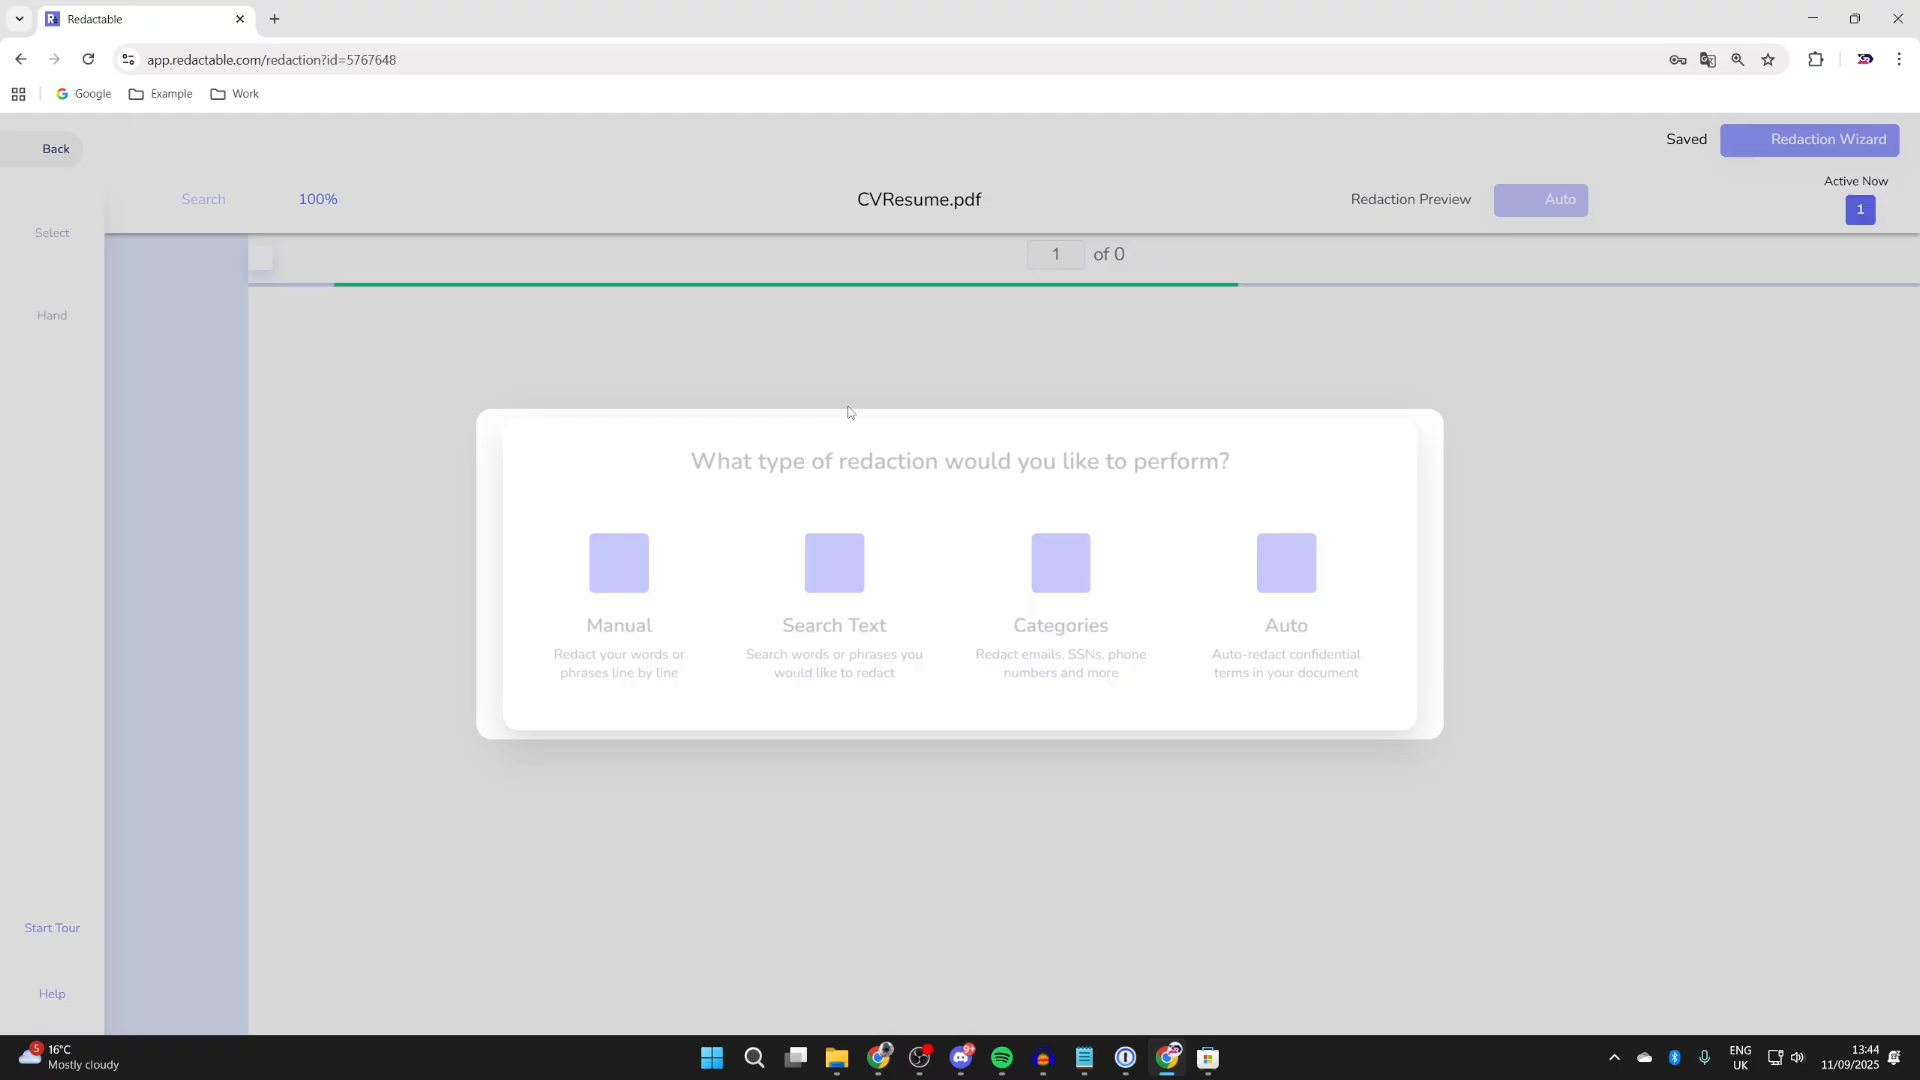 Redactable
app.redactable.com/redaction?id=5767648
Google
Example
Work
Back
Saved
Redaction Wizard
Search
100%
CVResume.pdf
Redaction Preview
Auto
Active Now
1
Select
1 of 0
Hand
What type of redaction would you like to perform?
Manual
Redact your words or
phrases line by line
Search Text
Search words or phrases you
would like to redact
Categories
Redact emails, SSNs, phone
numbers and more
Auto
Auto-redact confidential
terms in your document
Start Tour
Help
5
16°C
Mostly cloudy
9+
ENG
UK
13:44
11/09/2025